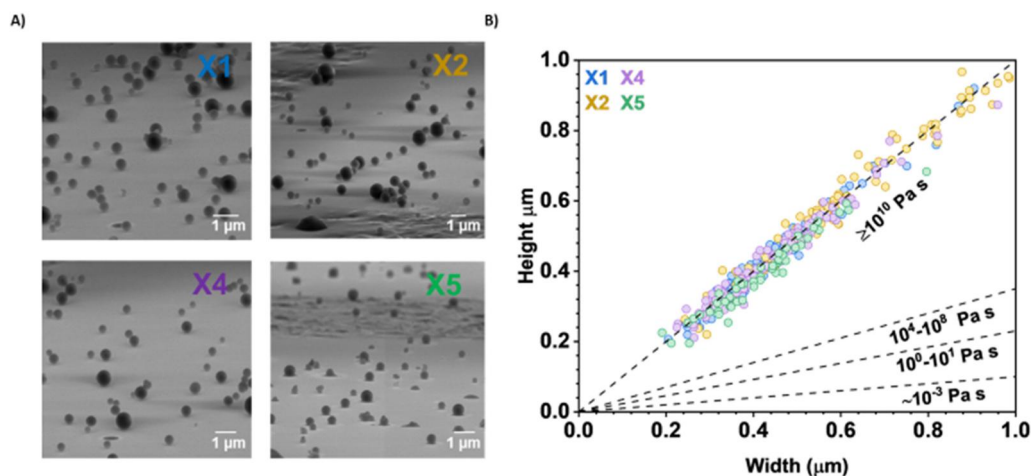 A)
B)
X1
1 µm
X2
1 µm
X4
1 µm
X5
1 µm
Height µm
1.0
0.8
0.6
0.4
0.2
0.0
X1 X4
X2 X5
≥10¹⁰ Pa s
10⁴-10⁸ Pa s
10⁰-10¹ Pa s
~10⁻³ Pa s
0.0 0.2 0.4 0.6 0.8 1.0
Width (µm)